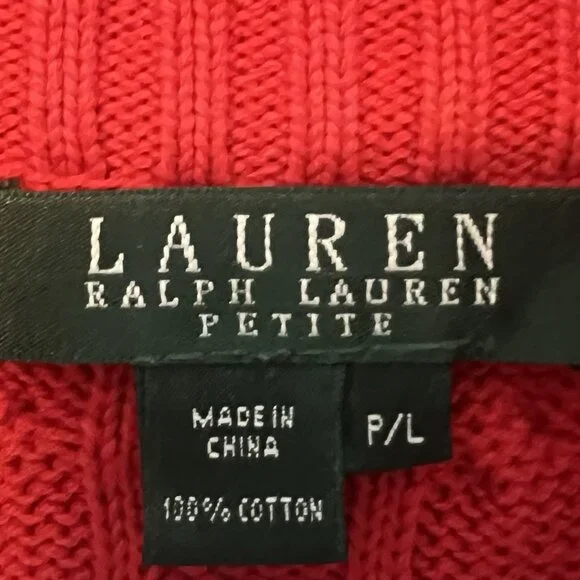 LAUREN
RALPH LAUREN
PETITE
MADE IN
CHINA
P/L
100% COTTON